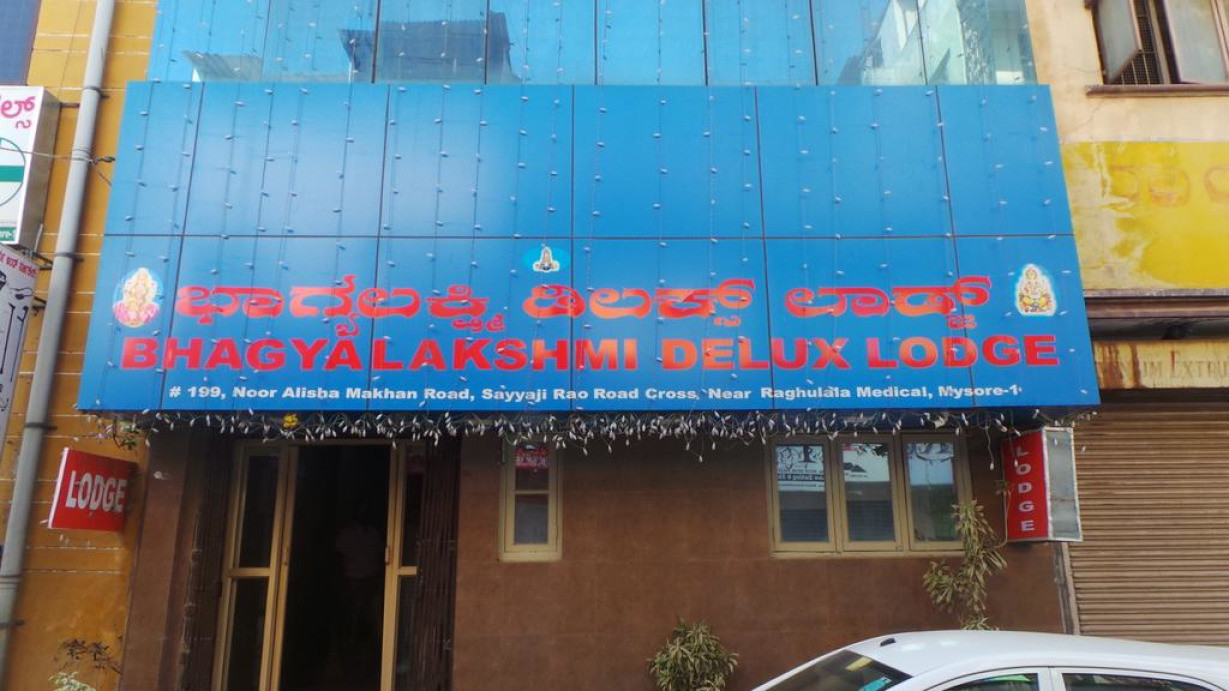 ಭಾಗ್ಯಲಕ್ಷ್ಮಿ ಡಿಲಕ್ಸ್ ಲಾಡ್ಜ್
BHAGYALAKSHMI DELUX LODGE
# 199, Noor Alisba Makhan Road, Sayyaji Rao Road Cross, Near Raghulala Medical, Mysore-1
LODGE
LODGE